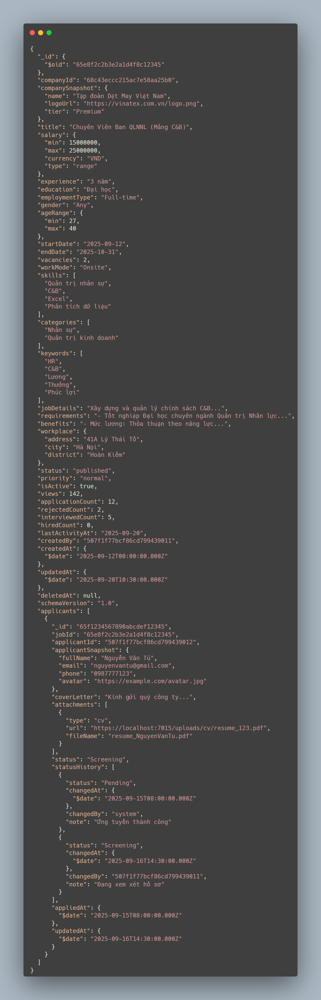 {
  "_id": {
    "$oid": "65e8f2c2b3e2a1d4f8c12345"
  },
  "companyId": "68c43eccc215ac7e58aa25b0",
  "companySnapshot": {
    "name": "Tập đoàn Dệt May Việt Nam",
    "logoUrl": "https://vinatex.com.vn/logo.png",
    "tier": "Premium"
  },
  "title": "Chuyên Viên Ban QLNNL (Mảng C&B)",
  "salary": {
    "min": 15000000,
    "max": 25000000,
    "currency": "VND",
    "type": "range"
  },
  "experience": "3 năm",
  "education": "Đại học",
  "employmentType": "Full-time",
  "gender": "Any",
  "ageRange": {
    "min": 27,
    "max": 40
  },
  "startDate": "2025-09-12",
  "endDate": "2025-10-31",
  "vacancies": 2,
  "workMode": "Onsite",
  "skills": [
    "Quản trị nhân sự",
    "C&B",
    "Excel",
    "Phân tích dữ liệu"
  ],
  "categories": [
    "Nhân sự",
    "Quản trị kinh doanh"
  ],
  "keywords": [
    "HR",
    "C&B",
    "Lương",
    "Thưởng",
    "Phúc lợi"
  ],
  "jobDetails": "Xây dựng và quản lý chính sách C&B...",
  "requirements": "- Tốt nghiệp Đại học chuyên ngành Quản trị Nhân lực...",
  "benefits": "- Mức lương: Thỏa thuận theo năng lực...",
  "workplace": {
    "address": "41A Lý Thái Tổ",
    "city": "Hà Nội",
    "district": "Hoàn Kiếm"
  },
  "status": "published",
  "priority": "normal",
  "isActive": true,
  "views": 142,
  "applicationCount": 12,
  "rejectedCount": 2,
  "interviewedCount": 5,
  "hiredCount": 0,
  "lastActivityAt": "2025-09-20",
  "createdBy": "507f1f77bcf86cd799439011",
  "createdAt": {
    "$date": "2025-09-12T00:00:00.000Z"
  },
  "updatedAt": {
    "$date": "2025-09-20T10:30:00.000Z"
  },
  "deletedAt": null,
  "schemaVersion": "1.0",
  "applicants": [
    {
      "_id": "65f1234567890abcdef12345",
      "jobId": "65e8f2c2b3e2a1d4f8c12345",
      "applicantId": "507f1f77bcf86cd799439012",
      "applicantSnapshot": {
        "fullName": "Nguyễn Văn Tú",
        "email": "nguyenvantu@gmail.com",
        "phone": "0987777123",
        "avatar": "https://example.com/avatar.jpg"
      },
      "coverLetter": "Kính gửi quý công ty...",
      "attachments": [
        {
          "type": "cv",
          "url": "https://localhost:7015/uploads/cv/resume_123.pdf",
          "fileName": "resume_NguyenVanTu.pdf"
        }
      ],
      "status": "Screening",
      "statusHistory": [
        {
          "status": "Pending",
          "changedAt": {
            "$date": "2025-09-15T08:00:00.000Z"
          },
          "changedBy": "system",
          "note": "Ứng tuyển thành công"
        },
        {
          "status": "Screening",
          "changedAt": {
            "$date": "2025-09-16T14:30:00.000Z"
          },
          "changedBy": "507f1f77bcf86cd799439011",
          "note": "Đang xem xét hồ sơ"
        }
      ],
      "appliedAt": {
        "$date": "2025-09-15T08:00:00.000Z"
      },
      "updatedAt": {
        "$date": "2025-09-16T14:30:00.000Z"
      }
    }
  ]
}